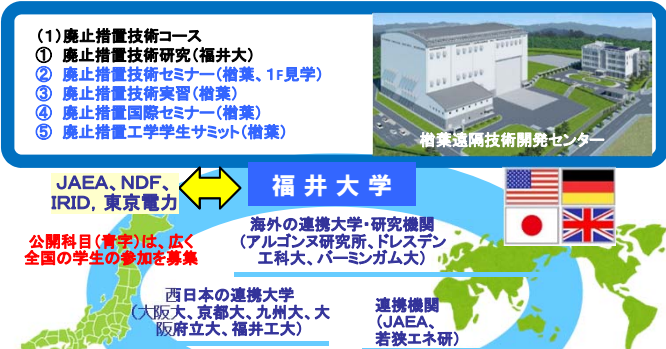 (1)廃止措置技術コース
① 廃止措置技術研究(福井大)
② 廃止措置技術セミナー(楢葉、1F見学)
③ 廃止措置技術実習(楢葉)
④ 廃止措置国際セミナー(楢葉)
⑤ 廃止措置工学学生サミット(楢葉)
楢葉遠隔技術開発センター
JAEA、NDF、
IRID，東京電力
福井大学
公開科目(青字)は、広く
全国の学生の参加を募集
海外の連携大学・研究機関
(アルゴンヌ研究所、ドレスデン
工科大、バーミンガム大)
西日本の連携大学
(大阪大、京都大、九州大、大
阪府立大、福井工大)
連携機関
(JAEA、
若狭エネ研)